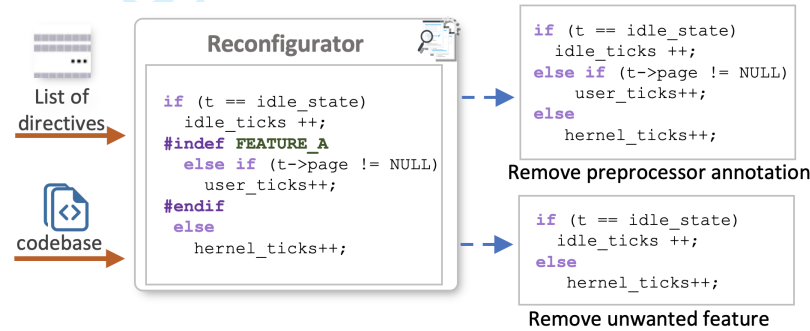 List of
directives
codebase
Reconfigurator
if (t == idle_state)
idle_ticks ++;
#indef FEATURE_A
else if (t->page != NULL)
user_ticks++;
#endif
else
hernel_ticks++;
if (t == idle_state)
idle_ticks ++;
else if (t->page != NULL)
user_ticks++;
else
hernel_ticks++;
Remove preprocessor annotation
if (t == idle_state)
idle_ticks ++;
else
hernel_ticks++;
Remove unwanted feature